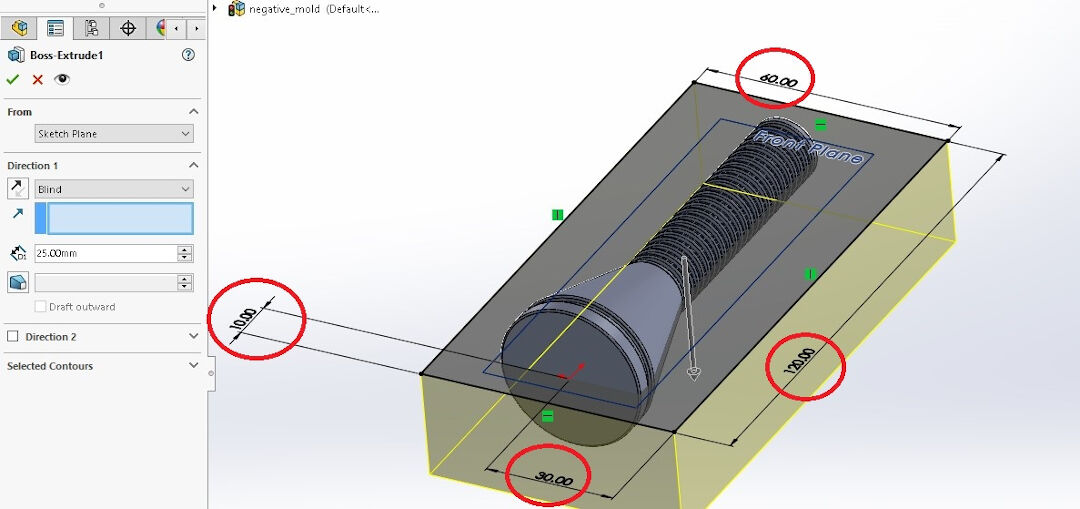 negative_mold (Default<...
Boss-Extrude1
From
Sketch Plane
Direction 1
Blind
D1
25.00mm
Draft outward
Direction 2
Selected Contours
60.00
Front Plane
10.00
120.00
30.00